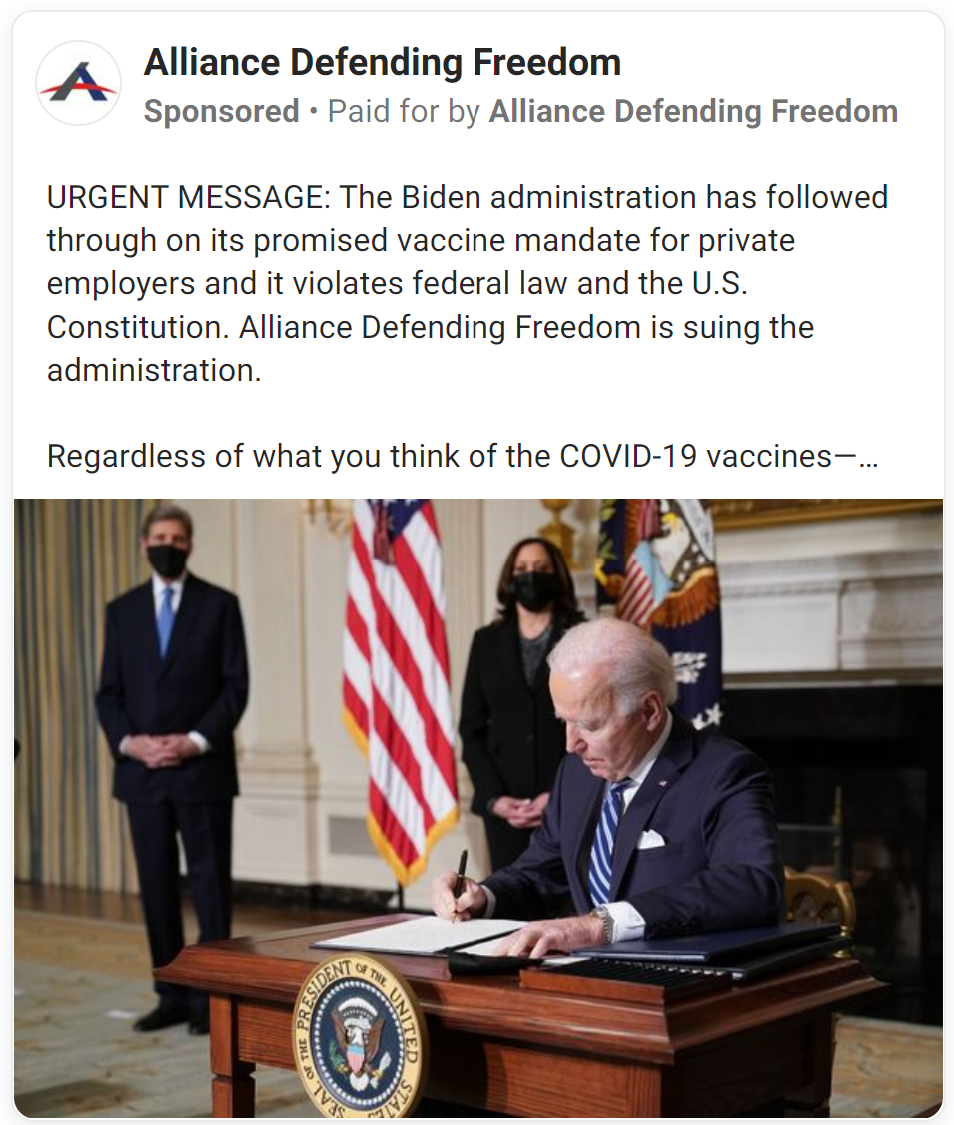 Alliance Defending Freedom
Sponsored • Paid for by Alliance Defending Freedom
URGENT MESSAGE: The Biden administration has followed
through on its promised vaccine mandate for private
employers and it violates federal law and the U.S.
Constitution. Alliance Defending Freedom is suing the
administration.
Regardless of what you think of the COVID-19 vaccines—...
SEAL OF THE PRESIDENT OF THE UNITED STATES